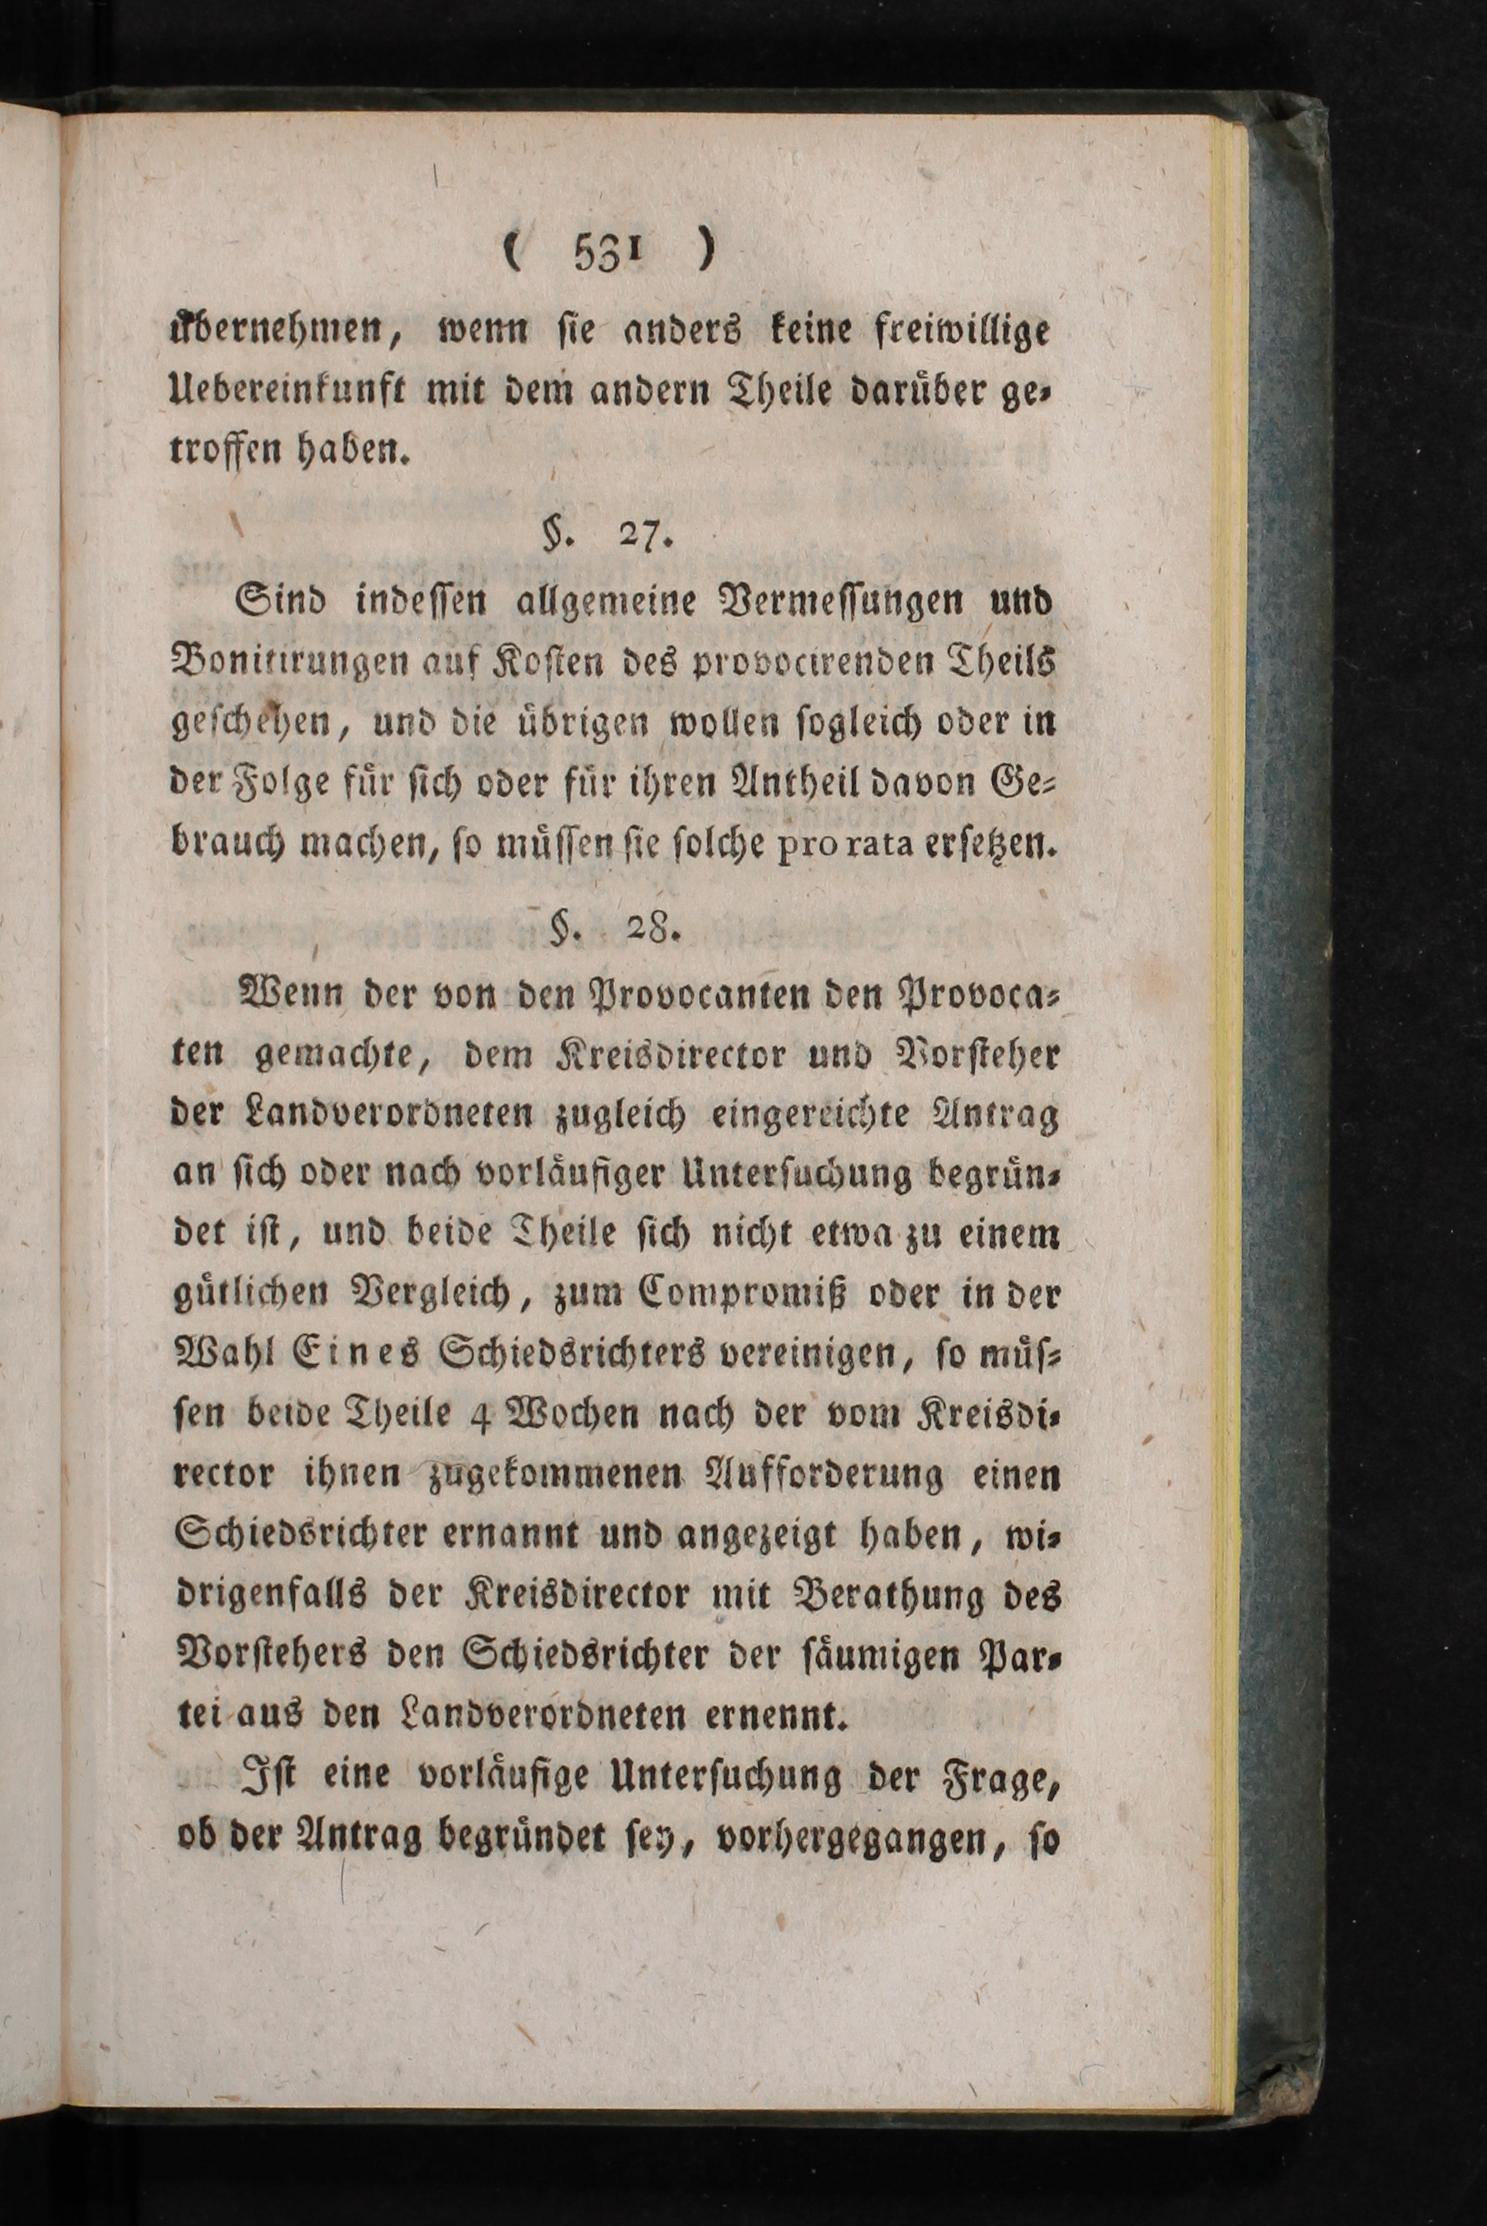 ( 531 )
übernehmen, wenn ſie anders keine freiwillige
Uebereinkunft mit dem andern Theile darüber ge⸗
troffen haben.
§. 27.
Sind indeſſen allgemeine Vermeſſungen und
Bonitirungen auf Koſten des provocirenden Theils
geſchehen, und die übrigen wollen ſogleich oder in
der Folge für ſich oder für ihren Antheil davon Ge⸗
brauch machen, ſo müſſen ſie ſolche pro rata erſetzen.
§. 28.
Wenn der von den Provocanten den Provoca⸗
ten gemachte, dem Kreisdirector und Vorſteher
der Landverordneten zugleich eingereichte Antrag
an ſich oder nach vorläufiger Unterſuchung begrün⸗
det iſt, und beide Theile ſich nicht etwa zu einem
gütlichen Vergleich, zum Compromiß oder in der
Wahl Eines Schiedsrichters vereinigen, ſo müſ⸗
ſen beide Theile 4 Wochen nach der vom Kreisdi⸗
rector ihnen zugekommenen Aufforderung einen
Schiedsrichter ernannt und angezeigt haben, wi⸗
drigenfalls der Kreisdirector mit Berathung des
Vorſtehers den Schiedsrichter der ſäumigen Par⸗
tei aus den Landverordneten ernennt.
Iſt eine vorläufige Unterſuchung der Frage,
ob der Antrag begründet ſey, vorhergegangen, ſo